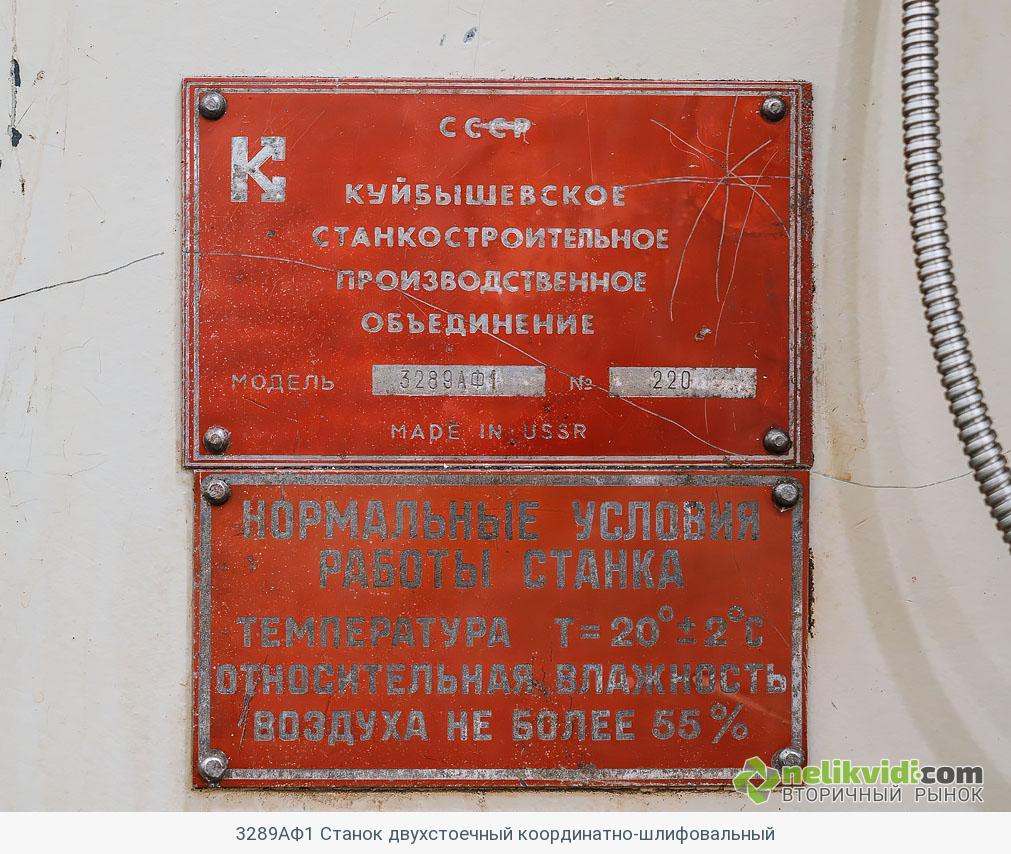 СССР
К
КУЙБЫШЕВСКОЕ
СТАНКОСТРОИТЕЛЬНОЕ
ПРОИЗВОДСТВЕННОЕ
ОБЪЕДИНЕНИЕ
МОДЕЛЬ 3289АФ1 № 220
MADE IN USSR
НОРМАЛЬНЫЕ УСЛОВИЯ
РАБОТЫ СТАНКА
ТЕМПЕРАТУРА T=20°±2°C
ОТНОСИТЕЛЬНАЯ ВЛАЖНОСТЬ
ВОЗДУХА НЕ БОЛЕЕ 55%
nelikvidi.com
ВТОРИЧНЫЙ РЫНОК
3289АФ1 Станок двухстоечный координатно-шлифовальный